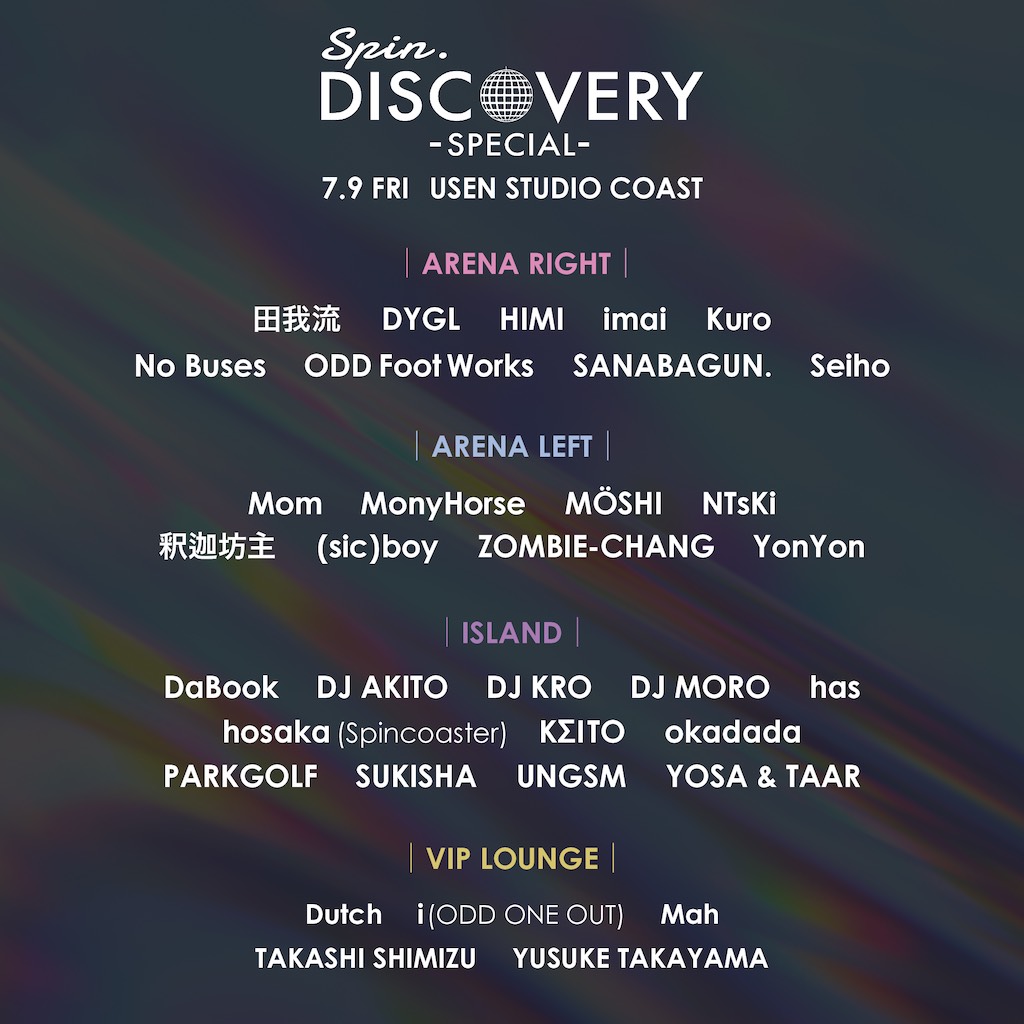 Spin.
DISCOVERY
-SPECIAL-
7.9 FRI USEN STUDIO COAST
| ARENA RIGHT |
田我流 DYGL HIMI imai Kuro
No Buses ODD Foot Works SANABAGUN. Seiho
| ARENA LEFT |
Mom MonyHorse MÖSHI NTsKi
釈迦坊主 (sic)boy ZOMBIE-CHANG YonYon
| ISLAND |
DaBook DJ AKITO DJ KRO DJ MORO has
hosaka (Spincoaster) KΣITO okadada
PARKGOLF SUKISHA UNGSM YOSA & TAAR
| VIP LOUNGE |
Dutch i (ODD ONE OUT) Mah
TAKASHI SHIMIZU YUSUKE TAKAYAMA